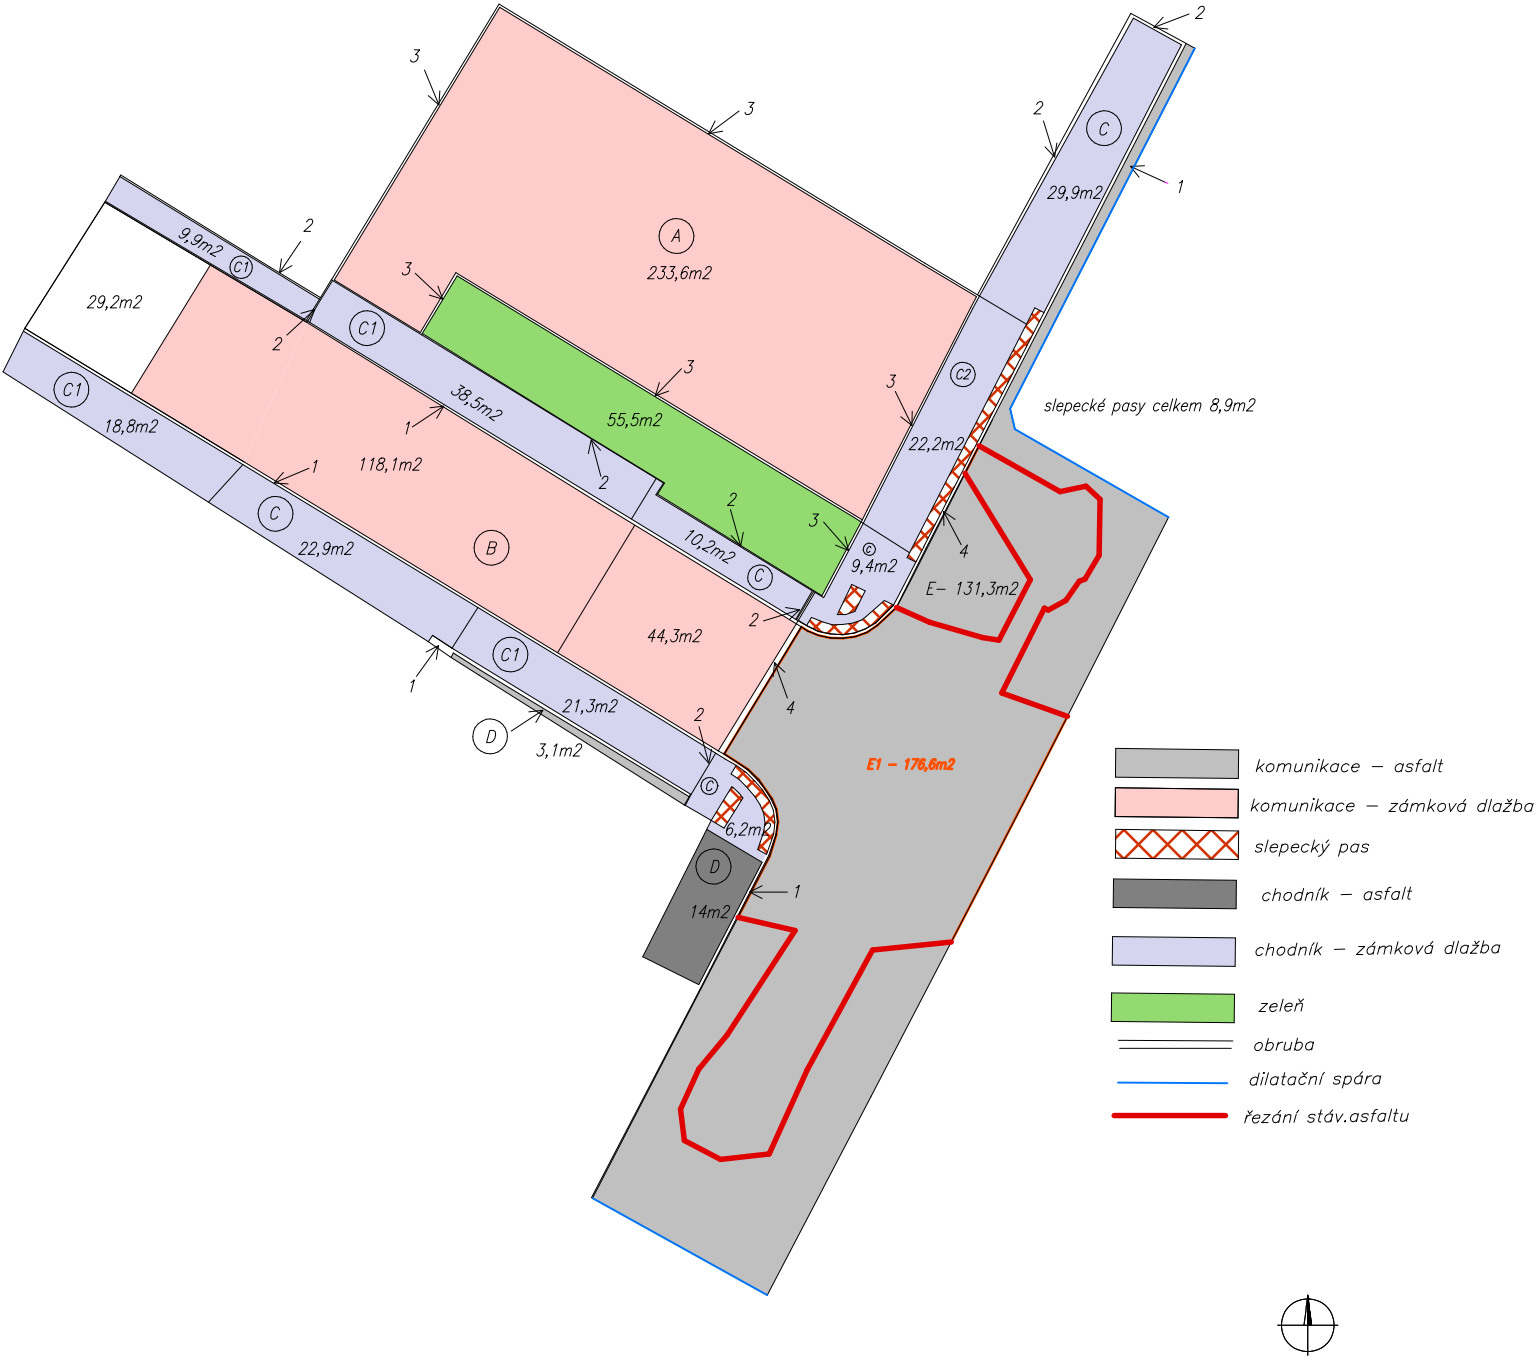 2
3
3
2
C
29,9m2
1
2
9,9m2
C1
A
233,6m2
3
29,2m2
2
C1
3
C2
3
C1
18,8m2
38,5m2
1
55,5m2
22,2m2
slepecké pasy celkem 8,9m2
1
118,1m2
2
2
3
C
22,9m2
B
10,2m2
C
C
9,4m2
4
E- 131,3m2
2
44,3m2
C1
1
21,3m2
2
4
D
3,1m2
E1 - 176,6m2
C
6,2m2
D
1
14m2
komunikace - asfalt
komunikace - zámková dlažba
slepecký pas
chodník - asfalt
chodník - zámková dlažba
zeleň
obruba
dilatační spára
řezání stáv.asfaltu